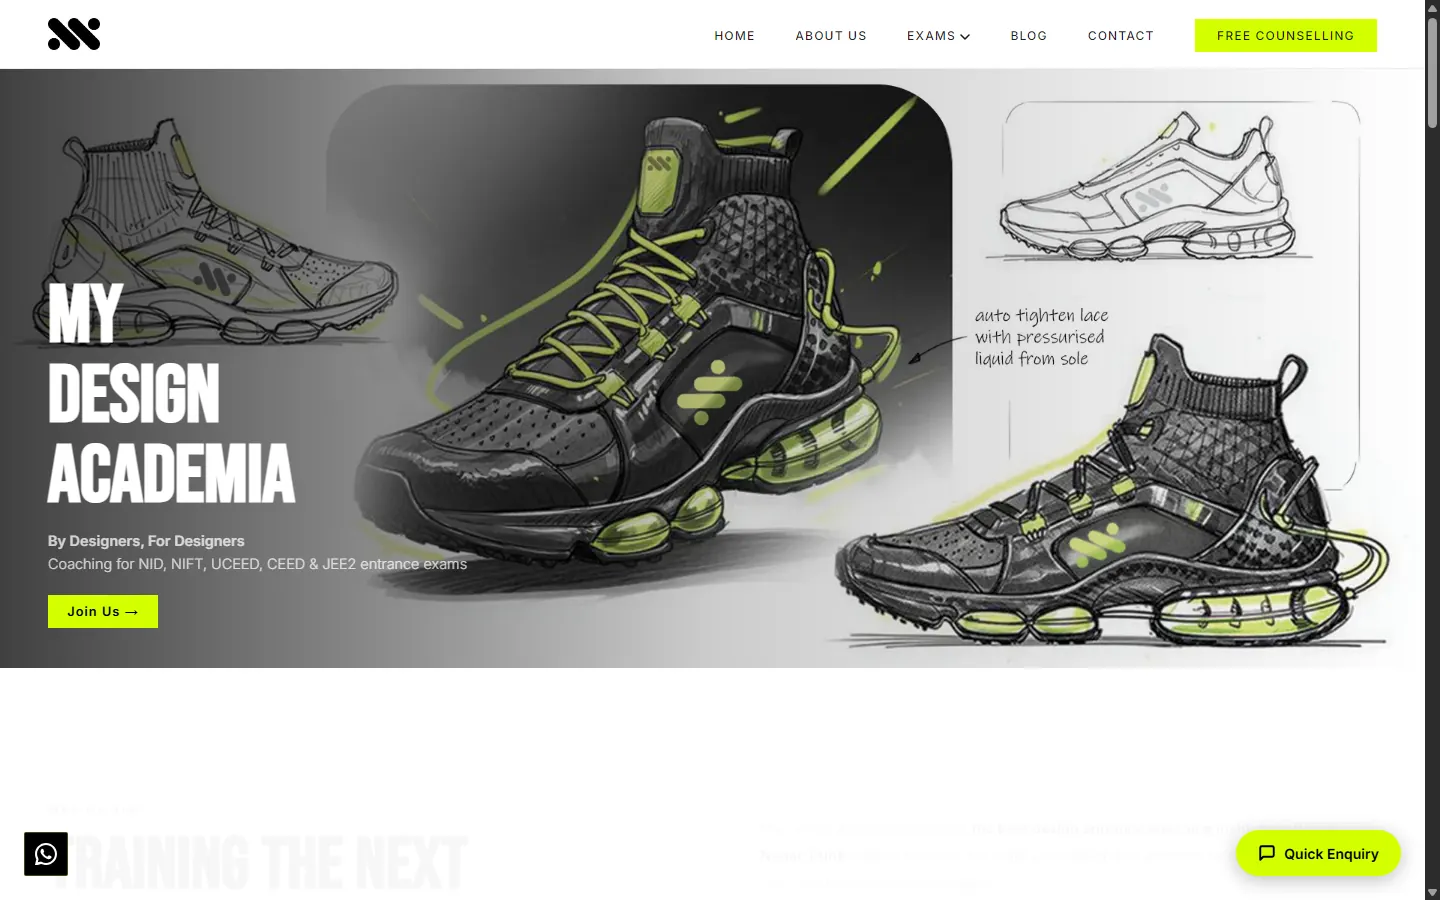 HOME ABOUT US EXAMS BLOG CONTACT FREE COUNSELLING
auto tighten lace
with pressurised
liquid from sole
MY
DESIGN
ACADEMIA
By Designers, For Designers
Coaching for NID, NIFT, UCEED, CEED & JEE2 entrance exams
Join Us →
TRAINING THE NEXT
Quick Enquiry